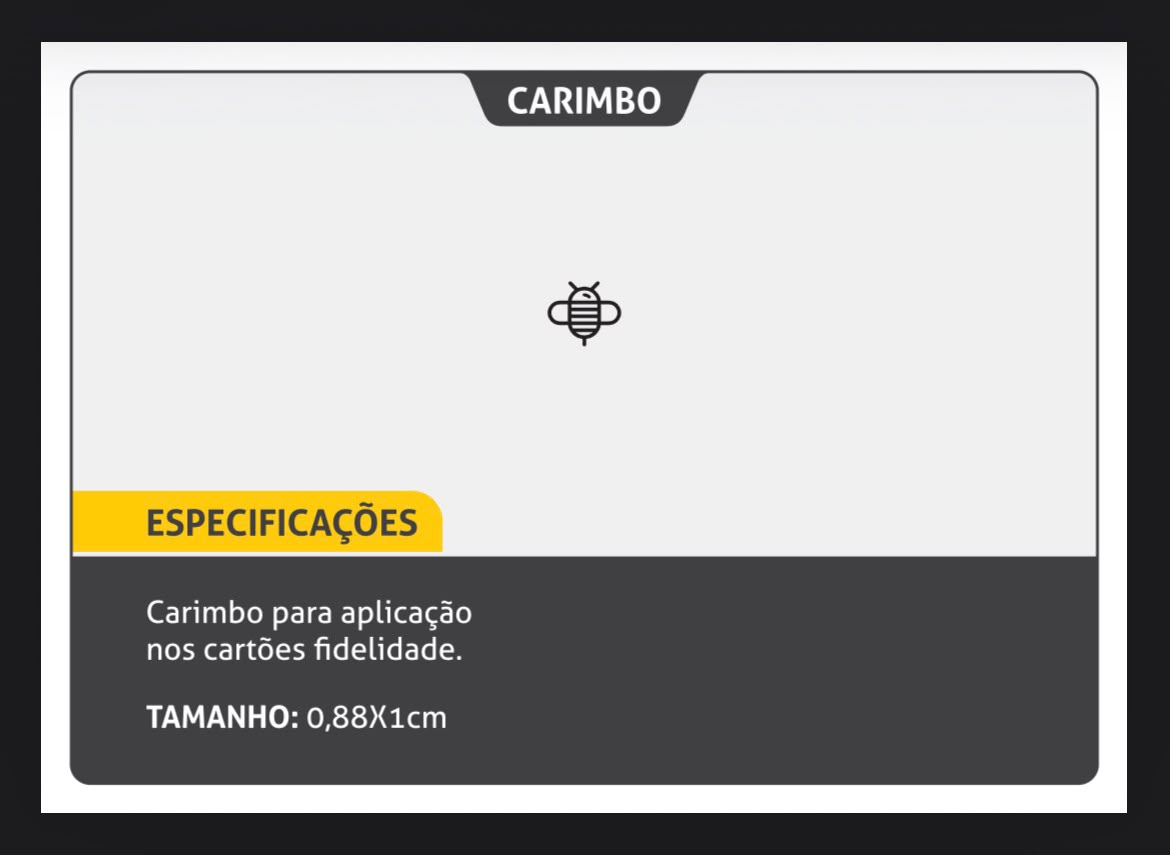 CARIMBO
ESPECIFICAÇÕES
Carimbo para aplicação
nos cartões fidelidade.
TAMANHO: 0,88X1cm